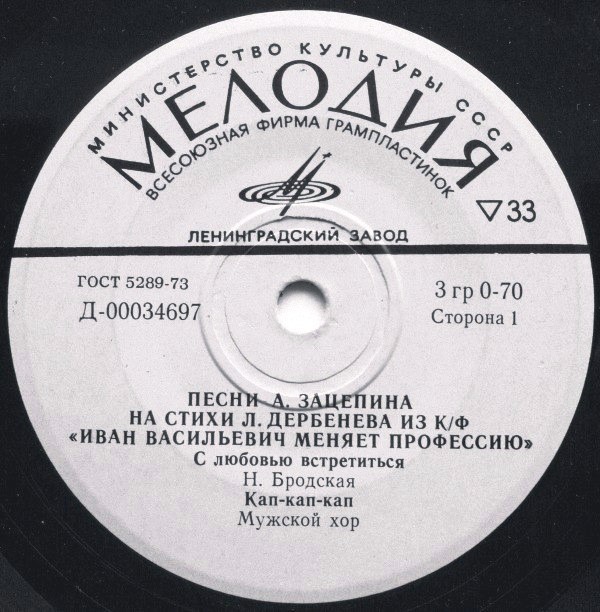 МИНИСТЕРСТВО КУЛЬТУРЫ СССР
МЕЛОДИЯ
ВСЕСОЮЗНАЯ ФИРМА ГРАМПЛАСТИНОК
▽33
ЛЕНИНГРАДСКИЙ ЗАВОД
ГОСТ 5289-73
3 гр 0-70
Д-00034697
Сторона 1
ПЕСНИ А. ЗАЦЕПИНА
НА СТИХИ Л. ДЕРБЕНЕВА ИЗ К/Ф
«ИВАН ВАСИЛЬЕВИЧ МЕНЯЕТ ПРОФЕССИЮ»
С любовью встретиться
Н. Бродская
Кап-кап-кап
Мужской хор